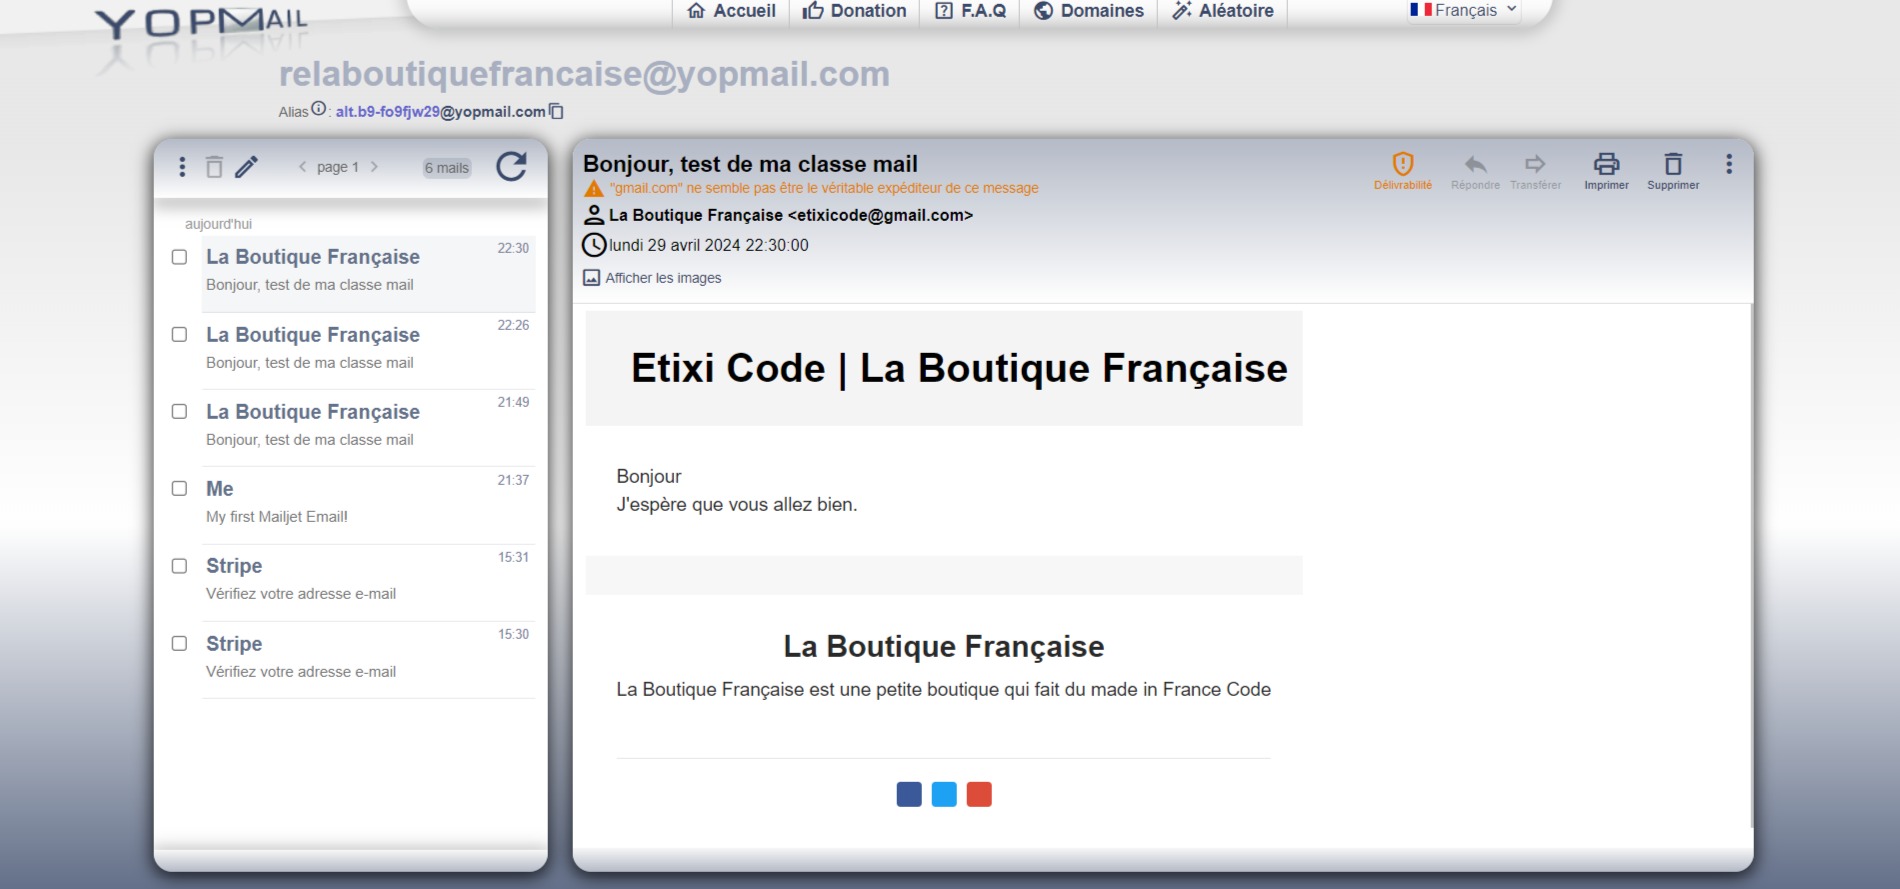 YOPMAIL
Accueil
Donation
F.A.Q
Domaines
Aléatoire
Français
relaboutiquefrancaise@yopmail.com
Alias : alt.b9-fo9fjw29@yopmail.com
page 1
6 mails
aujourd'hui
La Boutique Française 22:30
Bonjour, test de ma classe mail
La Boutique Française 22:26
Bonjour, test de ma classe mail
La Boutique Française 21:49
Bonjour, test de ma classe mail
Me 21:37
My first Mailjet Email!
Stripe 15:31
Vérifiez votre adresse e-mail
Stripe 15:30
Vérifiez votre adresse e-mail
Bonjour, test de ma classe mail
"gmail.com" ne semble pas être le véritable expéditeur de ce message
La Boutique Française <etixicode@gmail.com>
lundi 29 avril 2024 22:30:00
Afficher les images
Délivrabilité
Répondre
Transférer
Imprimer
Supprimer
Etixi Code | La Boutique Française
Bonjour
J'espère que vous allez bien.
La Boutique Française
La Boutique Française est une petite boutique qui fait du made in France Code